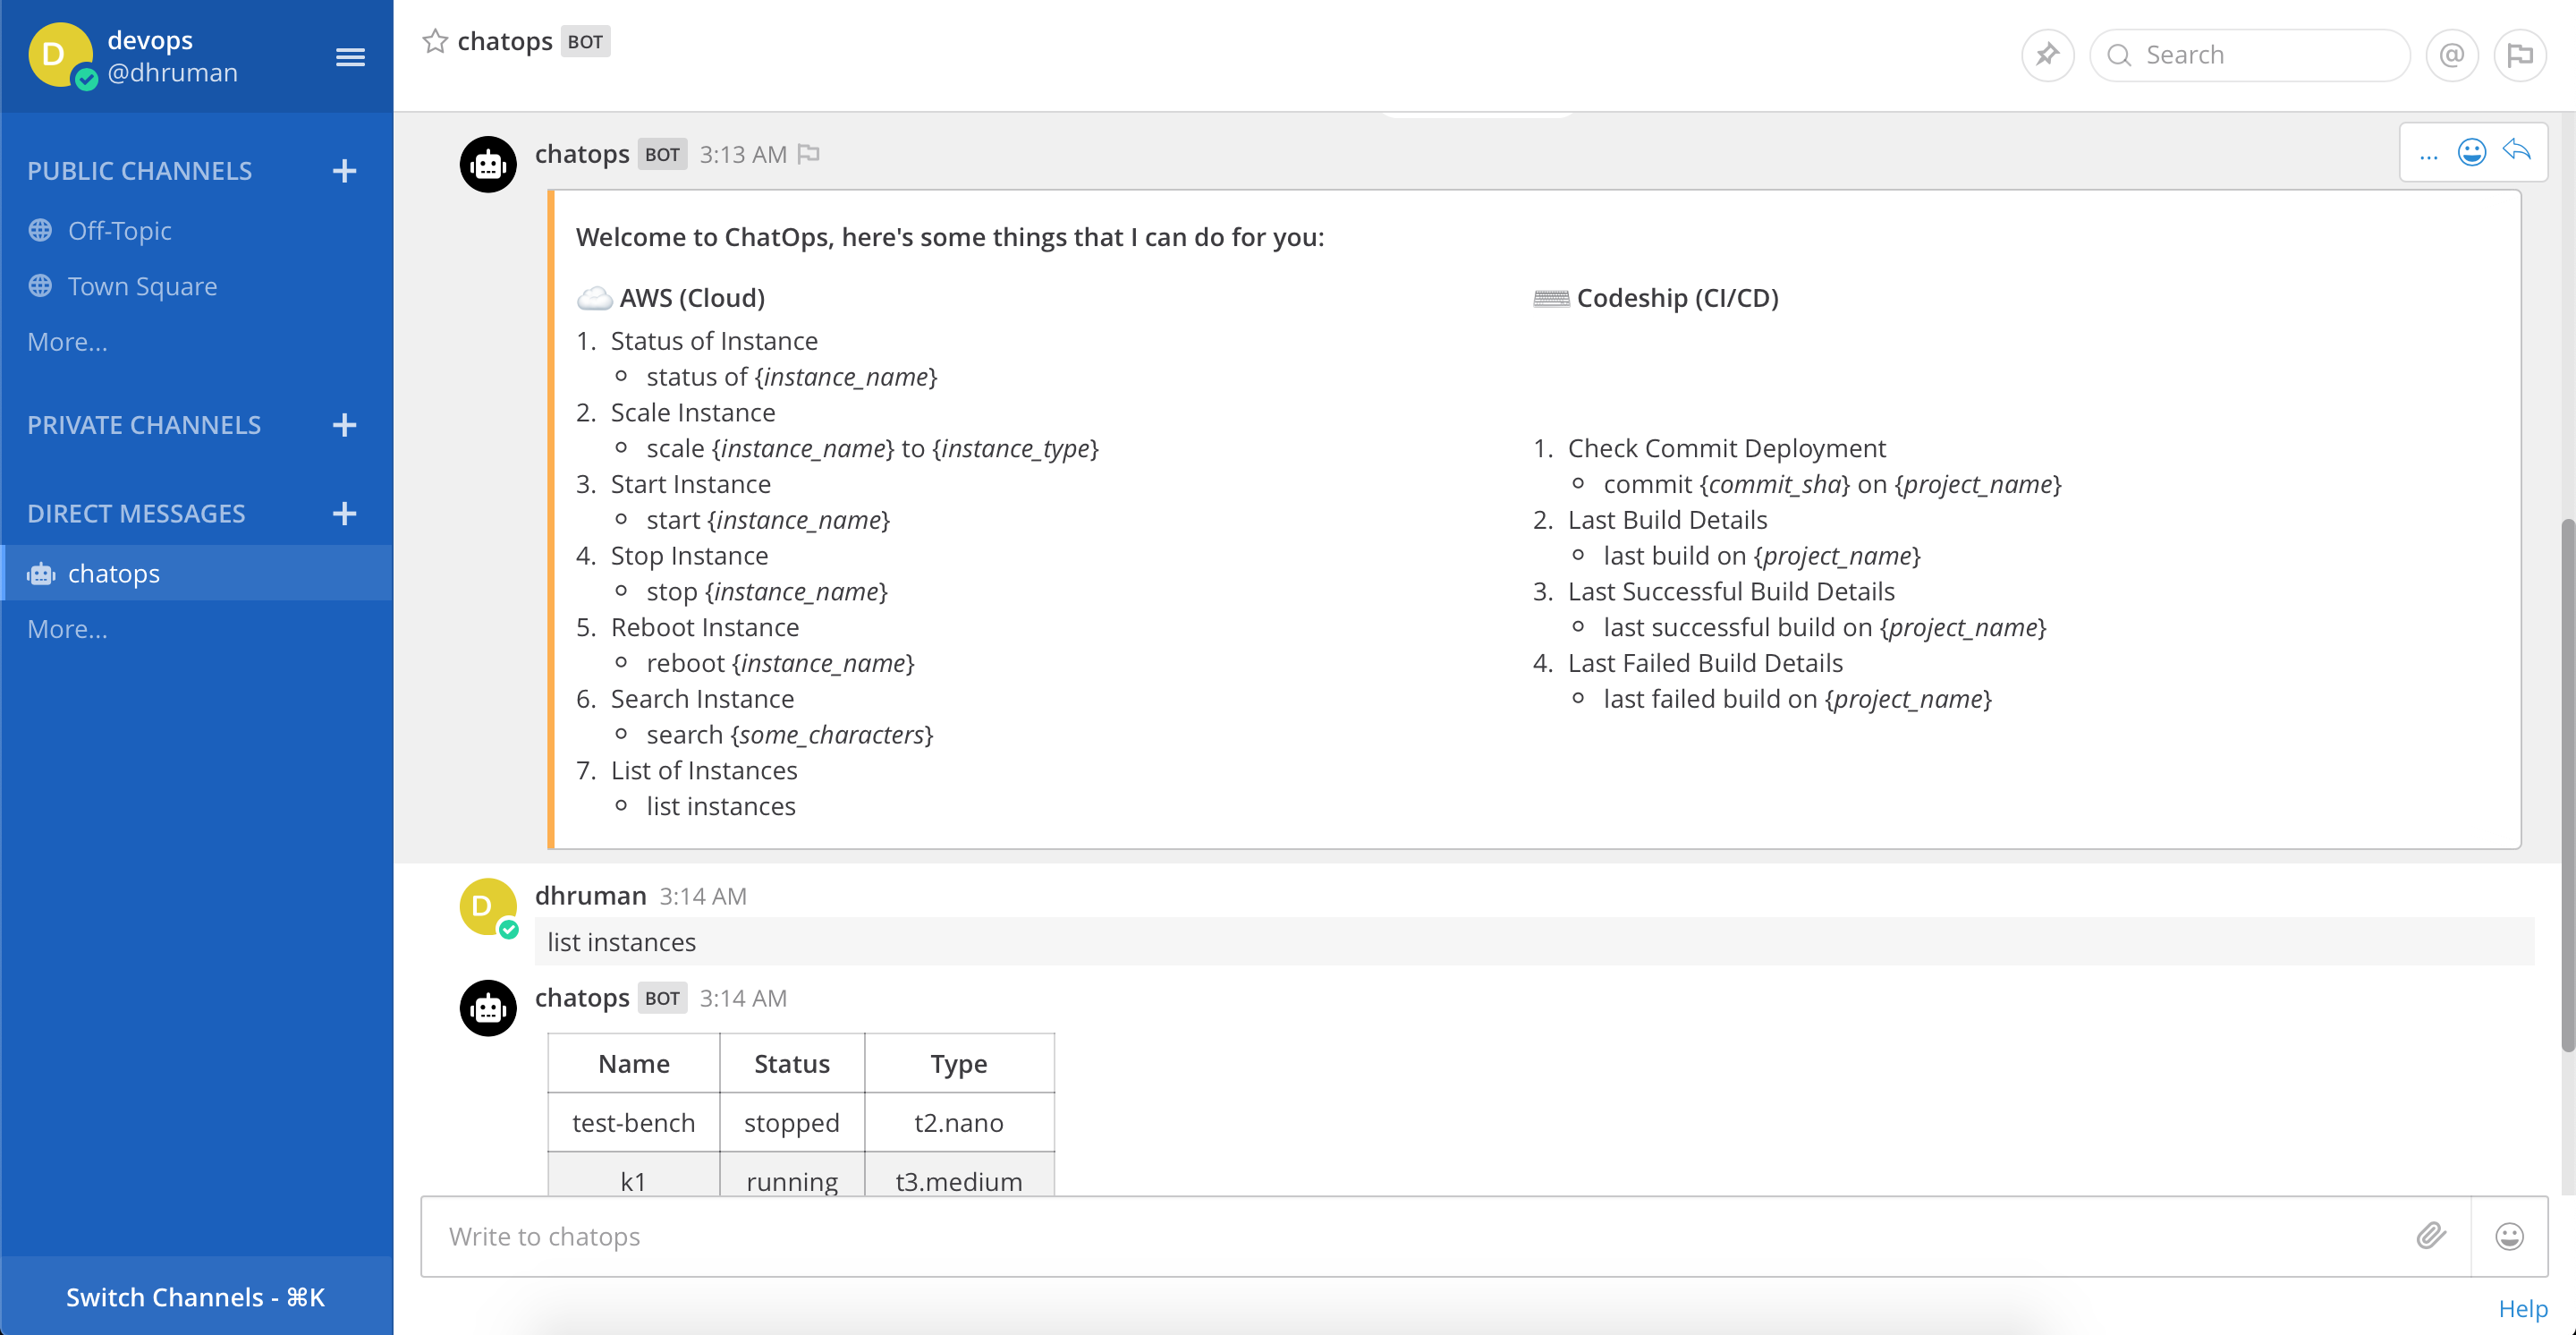 D
devops
@dhruman
PUBLIC CHANNELS
Off-Topic
Town Square
More...
PRIVATE CHANNELS
DIRECT MESSAGES
chatops
More...
Switch Channels - ⌘K
chatops BOT
Search
@
chatops BOT 3:13 AM
...
Welcome to ChatOps, here's some things that I can do for you:
AWS (Cloud)
1. Status of Instance
status of {instance_name}
2. Scale Instance
scale {instance_name} to {instance_type}
3. Start Instance
start {instance_name}
4. Stop Instance
stop {instance_name}
5. Reboot Instance
reboot {instance_name}
6. Search Instance
search {some_characters}
7. List of Instances
list instances
Codeship (CI/CD)
1. Check Commit Deployment
commit {commit_sha} on {project_name}
2. Last Build Details
last build on {project_name}
3. Last Successful Build Details
last successful build on {project_name}
4. Last Failed Build Details
last failed build on {project_name}
D
dhruman 3:14 AM
list instances
chatops BOT 3:14 AM
Name Status Type
test-bench stopped t2.nano
k1 running t3.medium
Write to chatops
Help